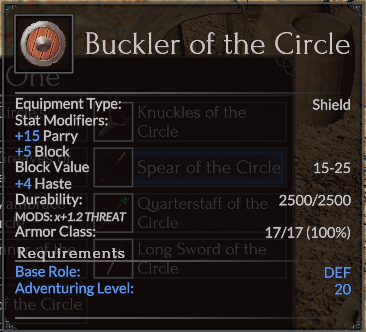 Buckler of the Circle
One
Equipment Type: Shield
Stat Modifiers:
+15 Parry
+5 Block
Block Value 15-25
+4 Haste
Durability: 2500/2500
MODS: x+1.2 THREAT
Armor Class: 17/17 (100%)
Requirements
Base Role: DEF
Adventuring Level: 20
Knuckles of the
Circle
Spear of the Circle
Quarterstaff of the
Circle
Long Sword of the
Circle
of the Circle